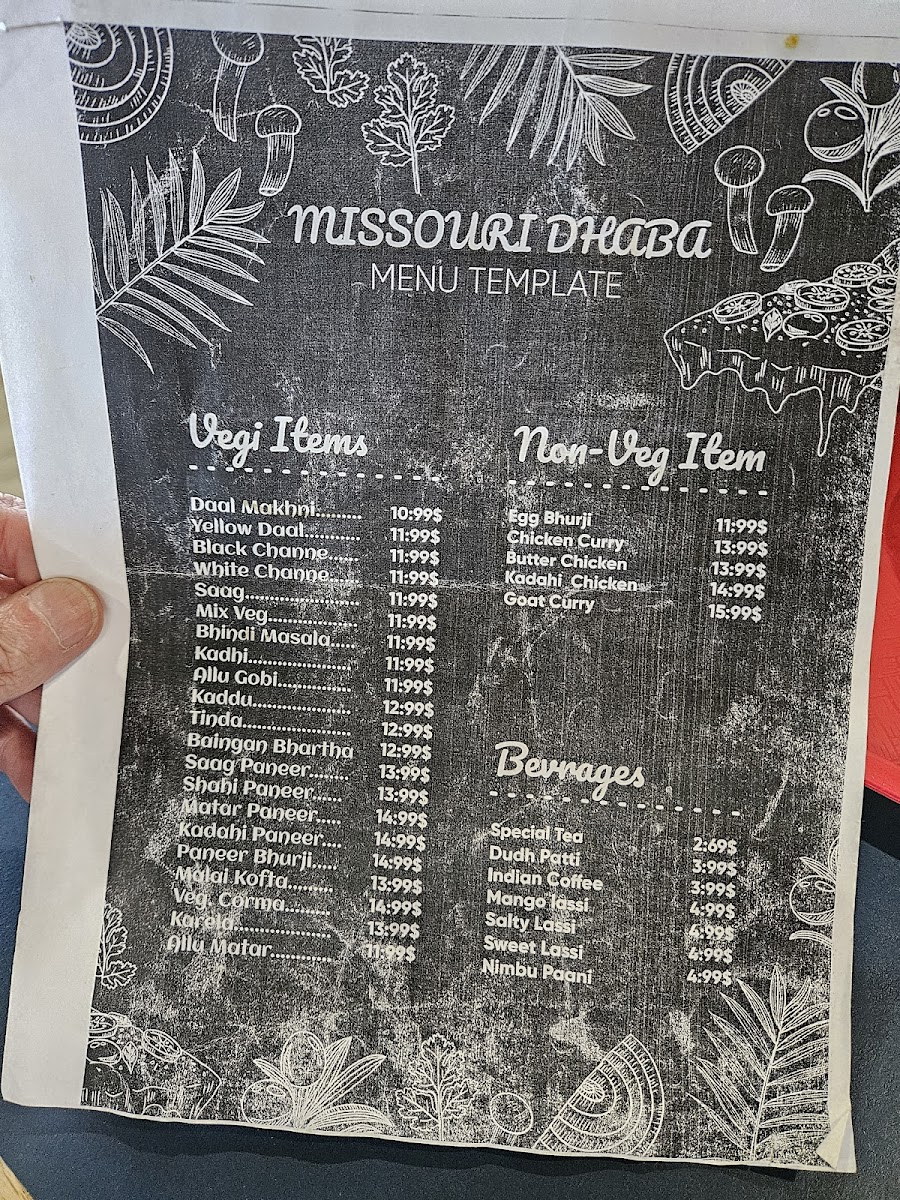 MISSOURI DHABA
MENU TEMPLATE
Vegi Items
Daal Makhni......... 10:99$
Yellow Daal........... 11:99$
Black Channe...... 11:99$
White Channe...... 11:99$
Saag....................... 11:99$
Mix Veg.................. 11:99$
Bhindi Masala..... 11:99$
Kadhi..................... 11:99$
Allu Gobi............... 11:99$
Kaddu.................... 12:99$
Tinda...................... 12:99$
Baingan Bhartha 12:99$
Saag Paneer........ 13:99$
Shahi Paneer...... 13:99$
Matar Paneer..... 14:99$
Kadahi Paneer.... 14:99$
Paneer Bhurji..... 14:99$
Malai Kofta......... 13:99$
Veg. Corma......... 14:99$
Karela.................... 13:99$
Allu Matar............ 11:99$
Non-Veg Item
Egg Bhurji 11:99$
Chicken Curry 13:99$
Butter Chicken 13:99$
Kadahi Chicken 14:99$
Goat Curry 15:99$
Bevrages
Special Tea 2:69$
Dudh Patti 3:99$
Indian Coffee 3:99$
Mango lassi 4:99$
Salty Lassi 4:99$
Sweet Lassi 4:99$
Nimbu Paani 4:99$